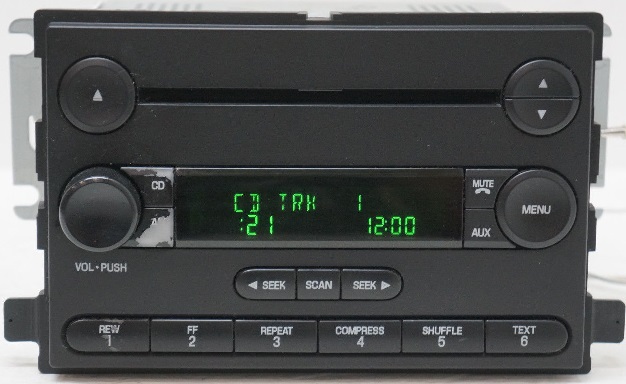 CD
MUTE
CD TRK 1
:21 12:00
MENU
AUX
VOL•PUSH
SEEK SCAN SEEK
REW FF REPEAT COMPRESS SHUFFLE TEXT
1 2 3 4 5 6